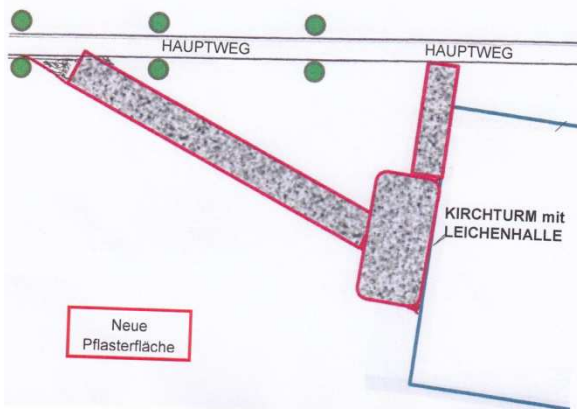 HAUPTWEG
HAUPTWEG
KIRCHTURM mit
LEICHENHALLE
Neue
Pflasterfläche